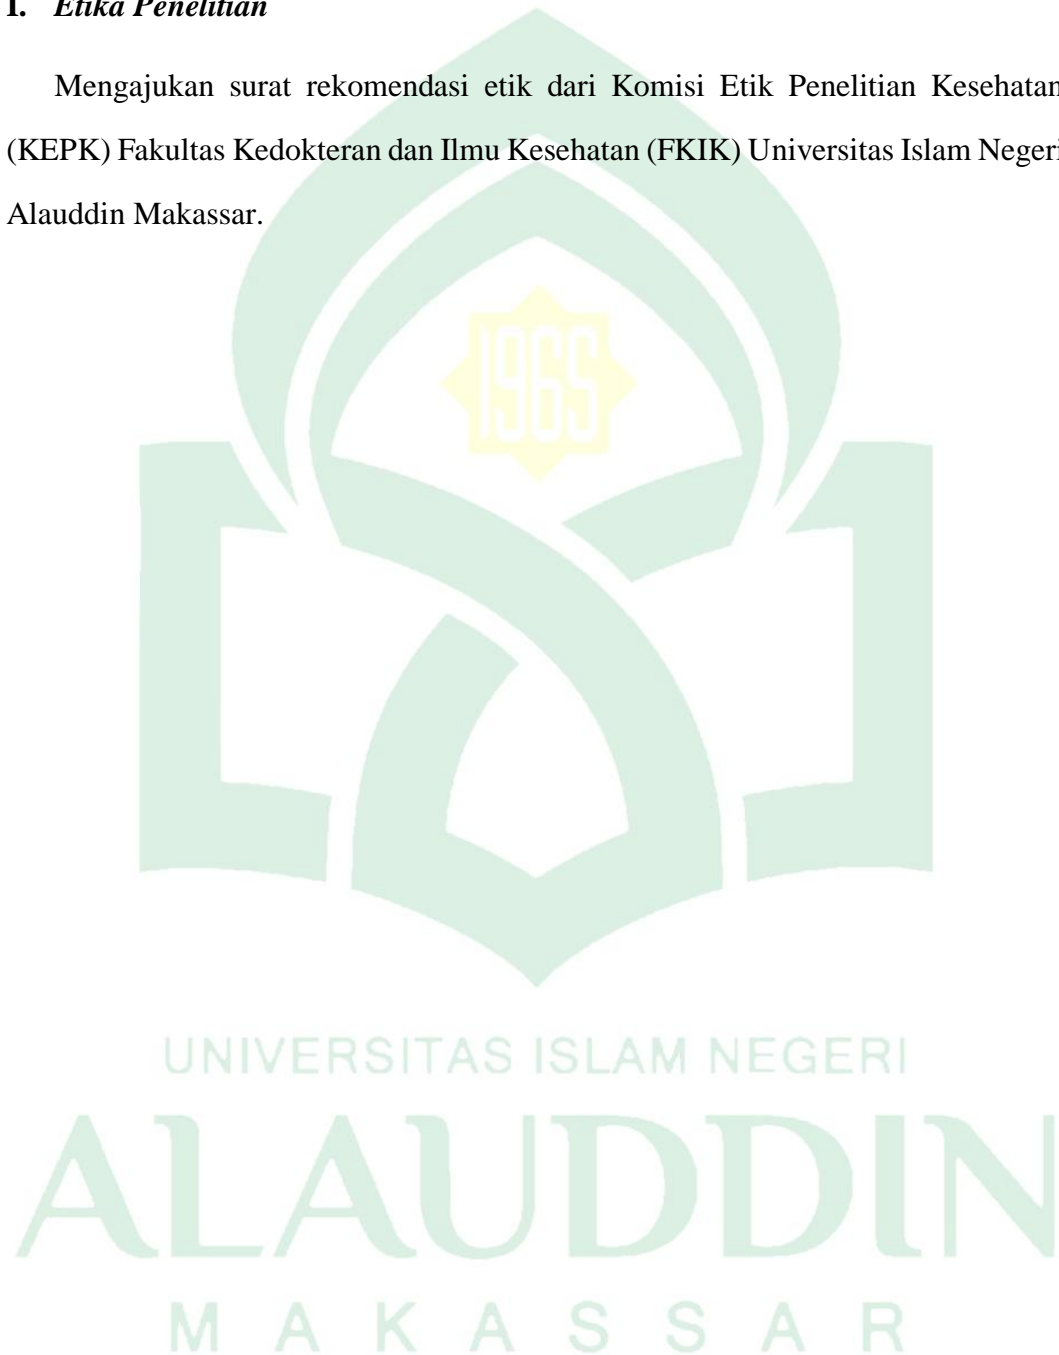 I. Etika Penelitian
Mengajukan surat rekomendasi etik dari Komisi Etik Penelitian Kesehatan
(KEPK) Fakultas Kedokteran dan Ilmu Kesehatan (FKIK) Universitas Islam Negeri
Alauddin Makassar.
1965
UNIVERSITAS ISLAM NEGERI
ALAUDDIN
MAKASSAR